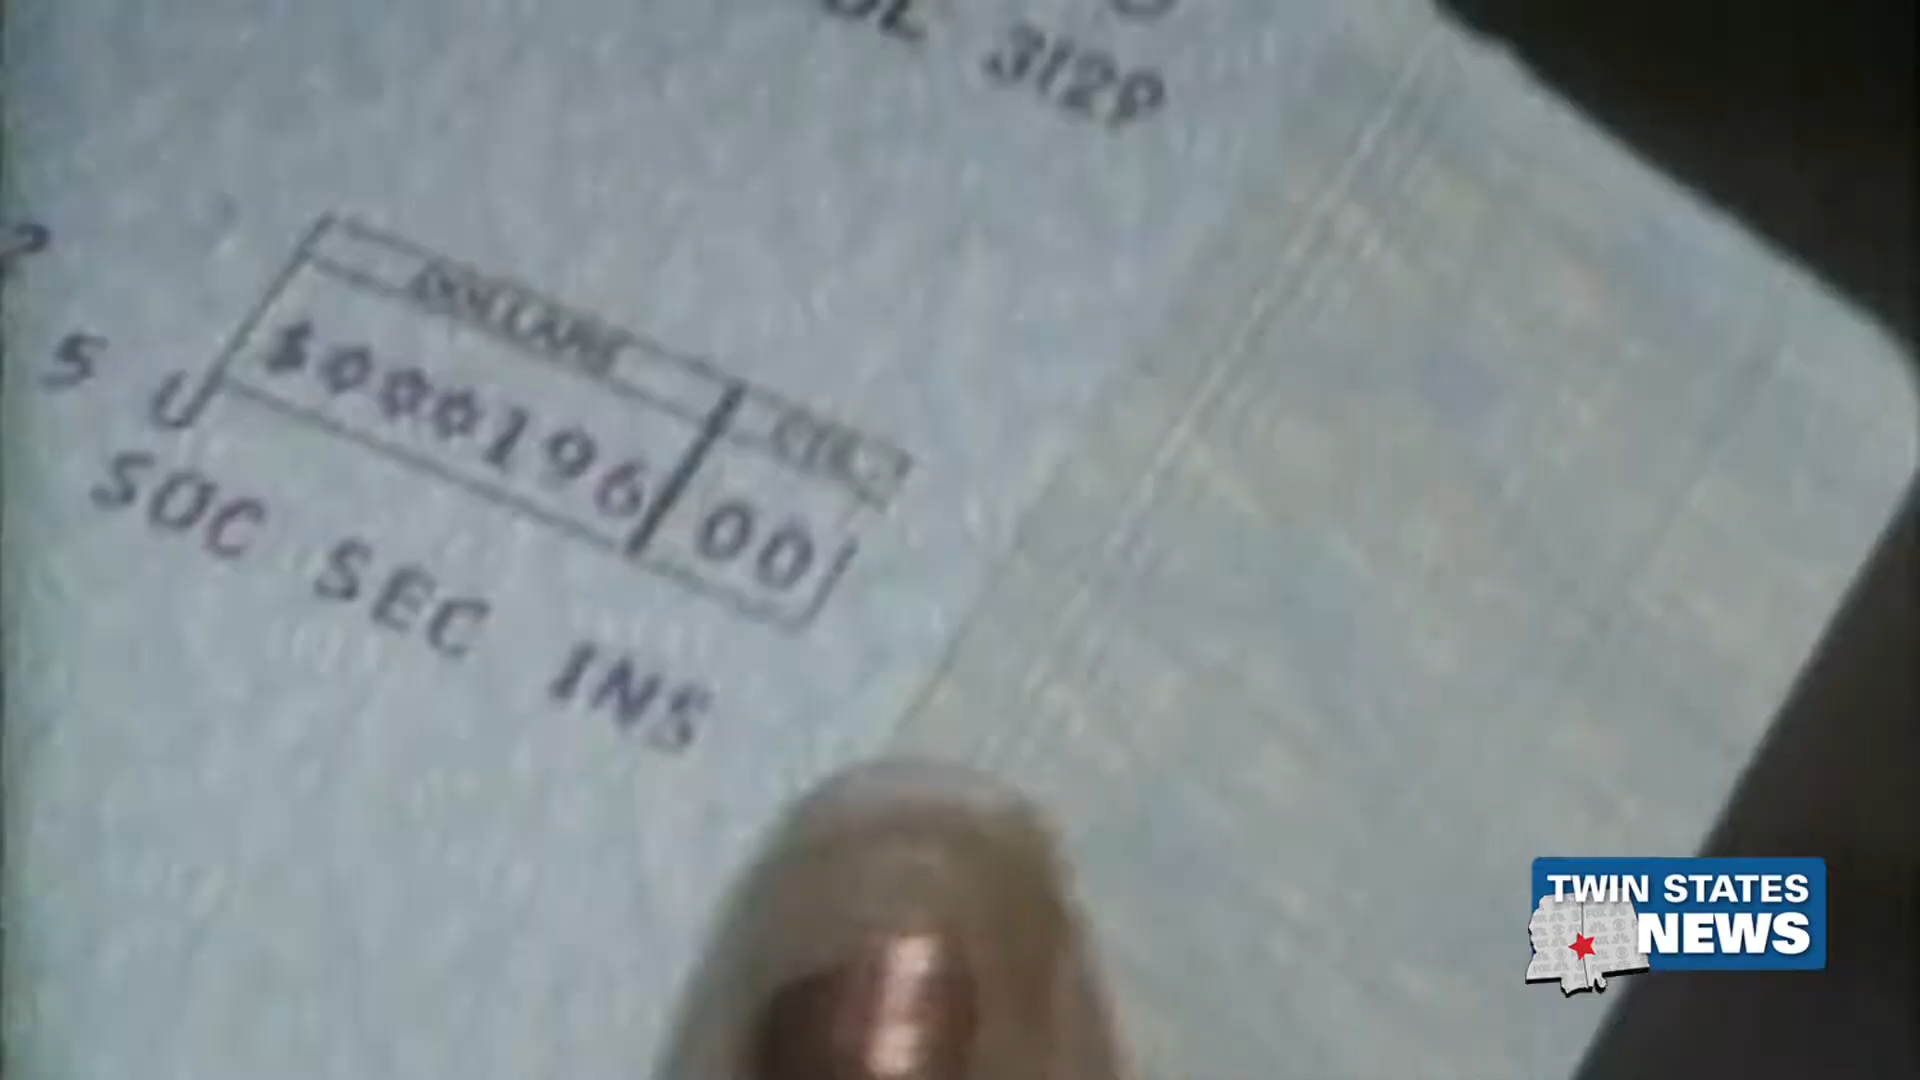 3129
DOLLARS CTS
$000196 00
5
SOC SEC INS
TWIN STATES
NEWS